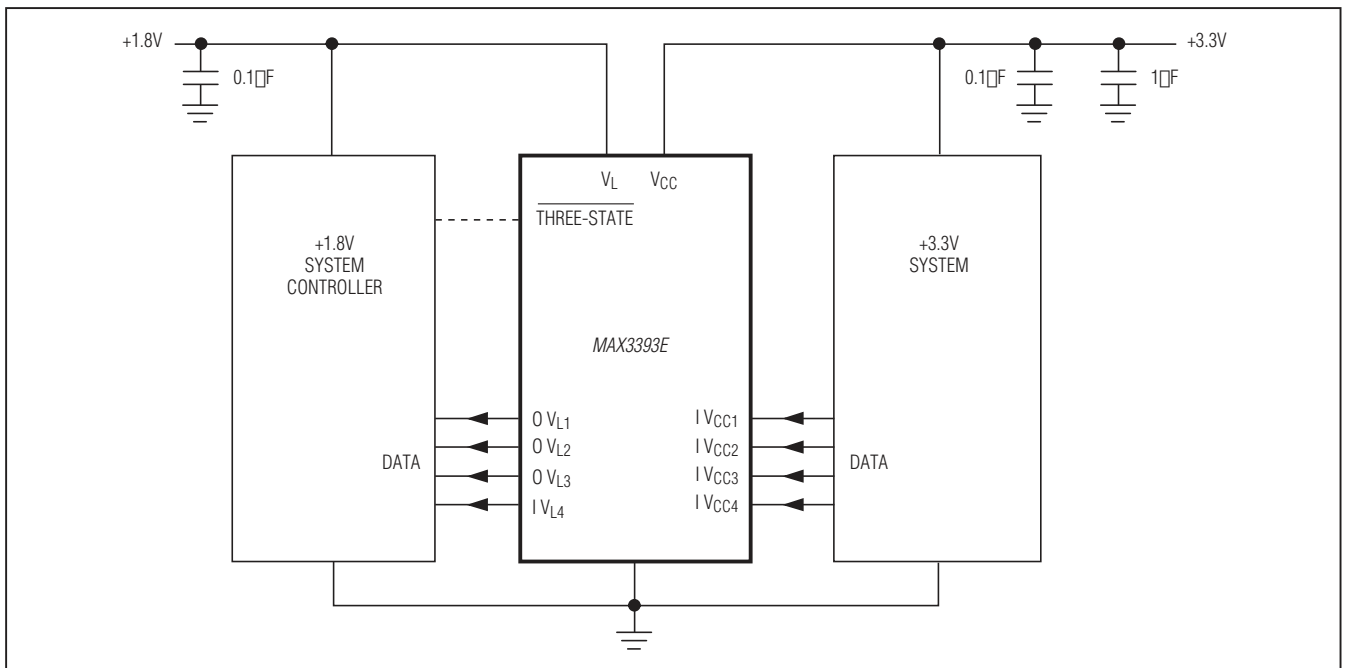 +1.8V
+3.3V
0.1▯F
0.1▯F
1▯F
VL
VCC
THREE-STATE
+1.8V
SYSTEM
CONTROLLER
+3.3V
SYSTEM
MAX3393E
O VL1
O VL2
O VL3
I VL4
DATA
I VCC1
I VCC2
I VCC3
I VCC4
DATA